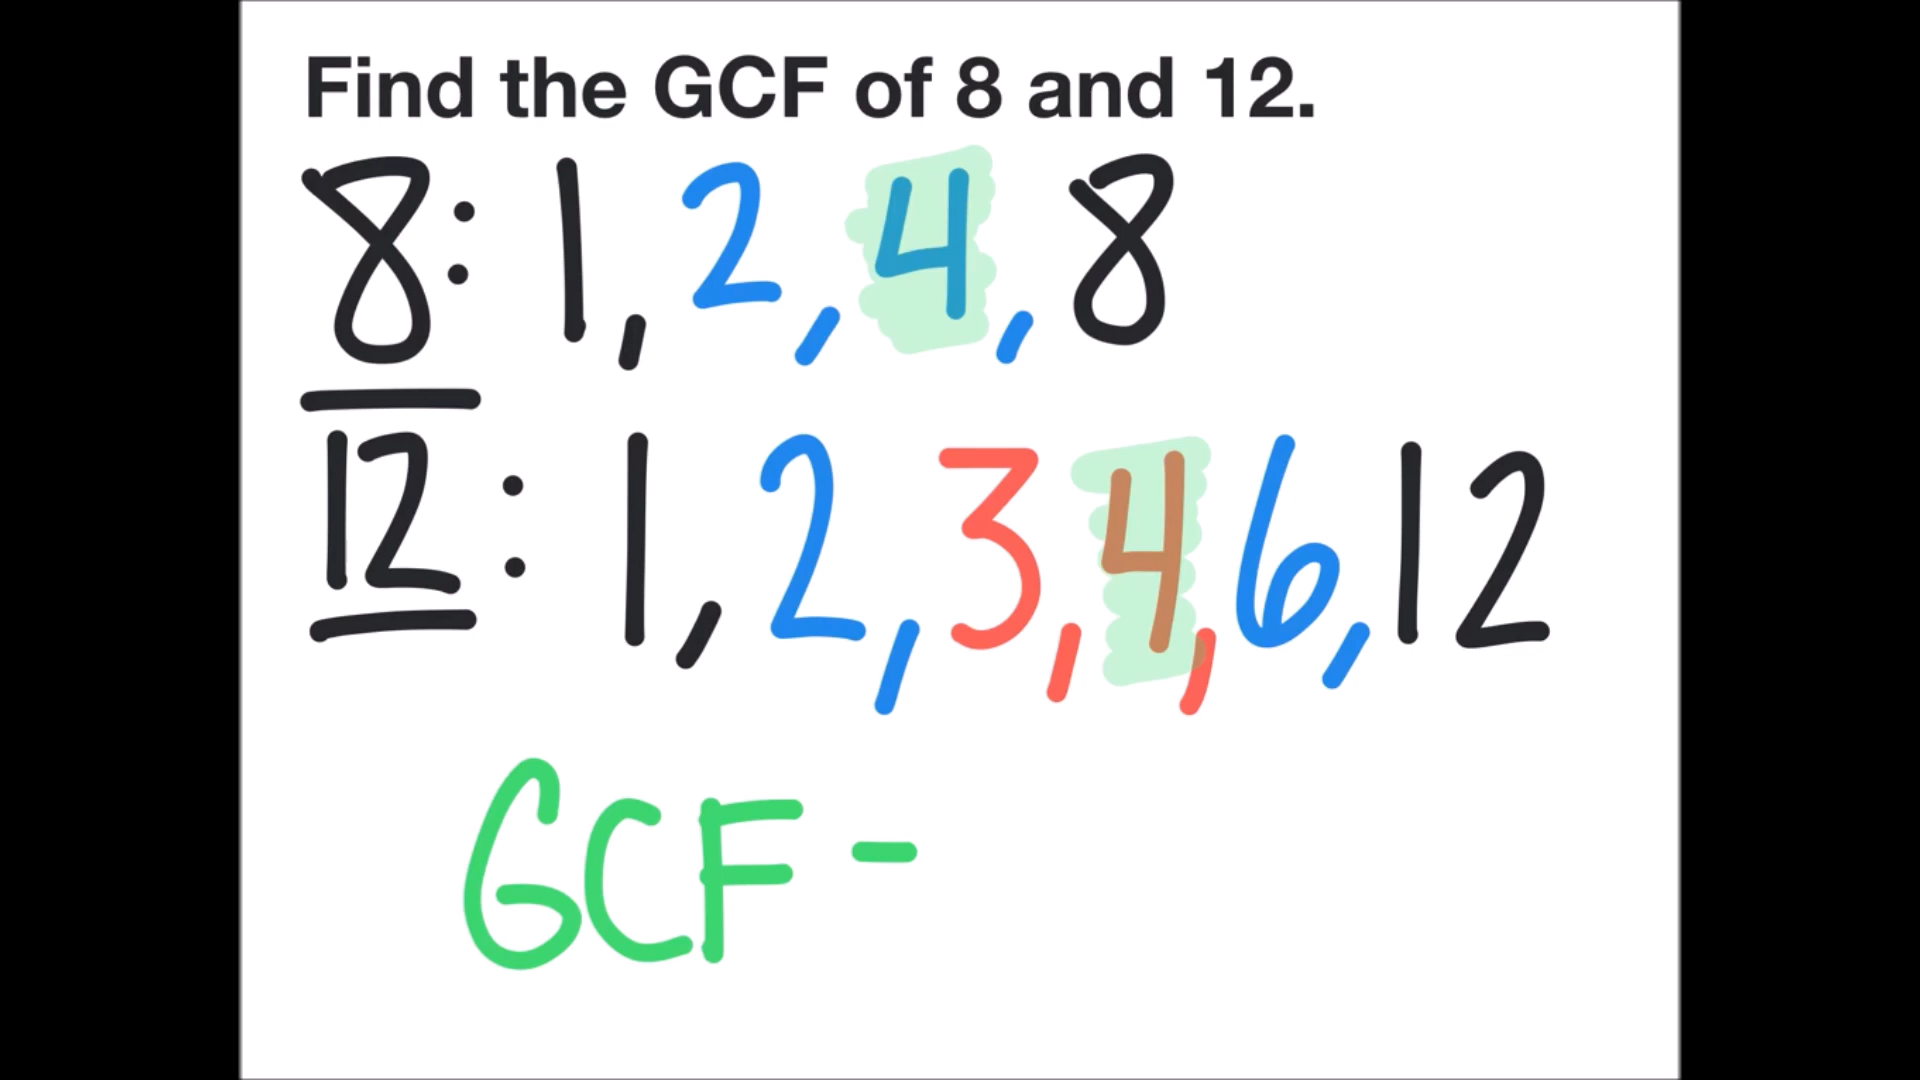 Find the GCF of 8 and 12.
8: 1, 2, 4, 8
12: 1, 2, 3, 4, 6, 12
GCF -